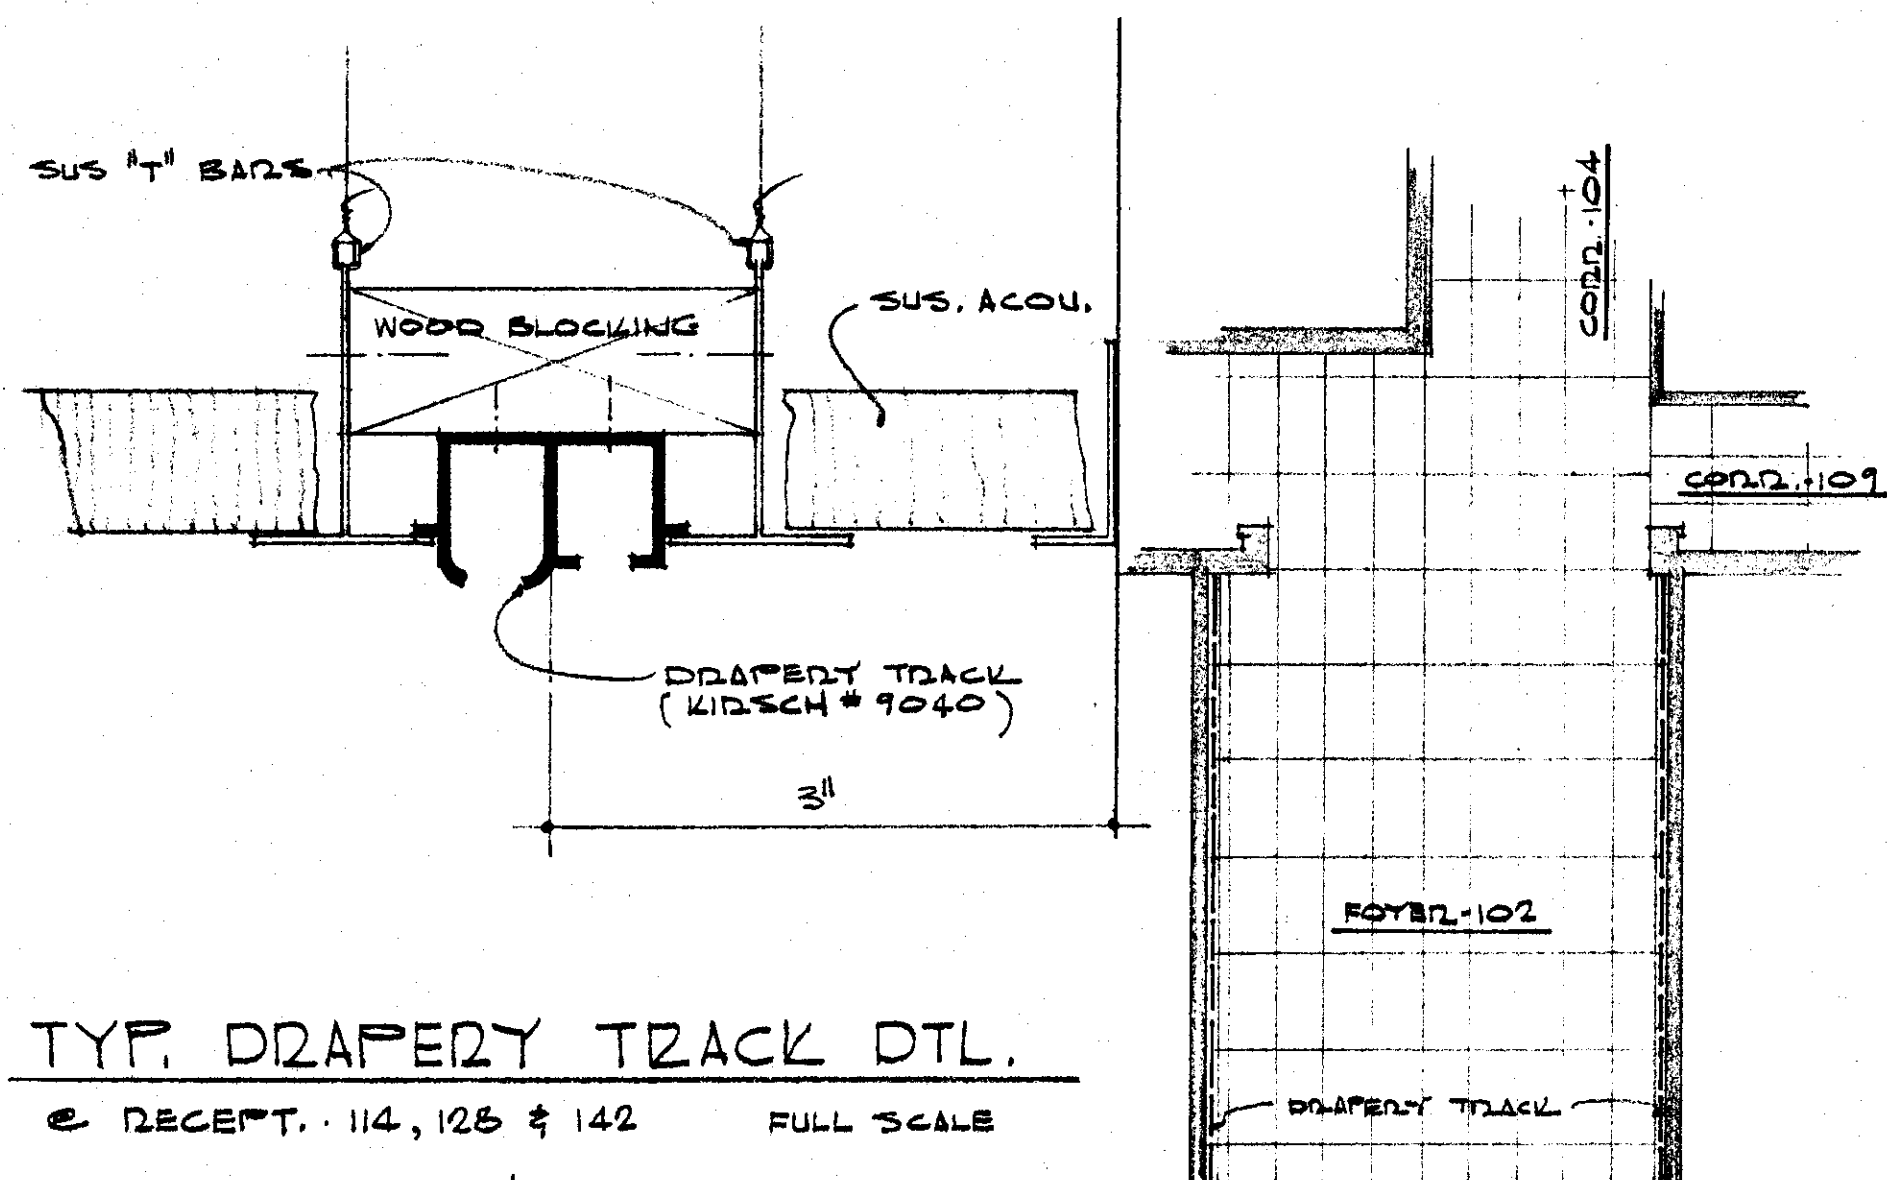 SUS "T" BARS
WOOD BLOCKING
SUS. ACOU.
DRAPERY TRACK
(KIRSCH # 9040)
3"
TYP. DRAPERY TRACK DTL.
@ RECEPT. · 114, 128 & 142 FULL SCALE
CORR. · 104
CORR. · 109
FOYER · 102
DRAPERY TRACK